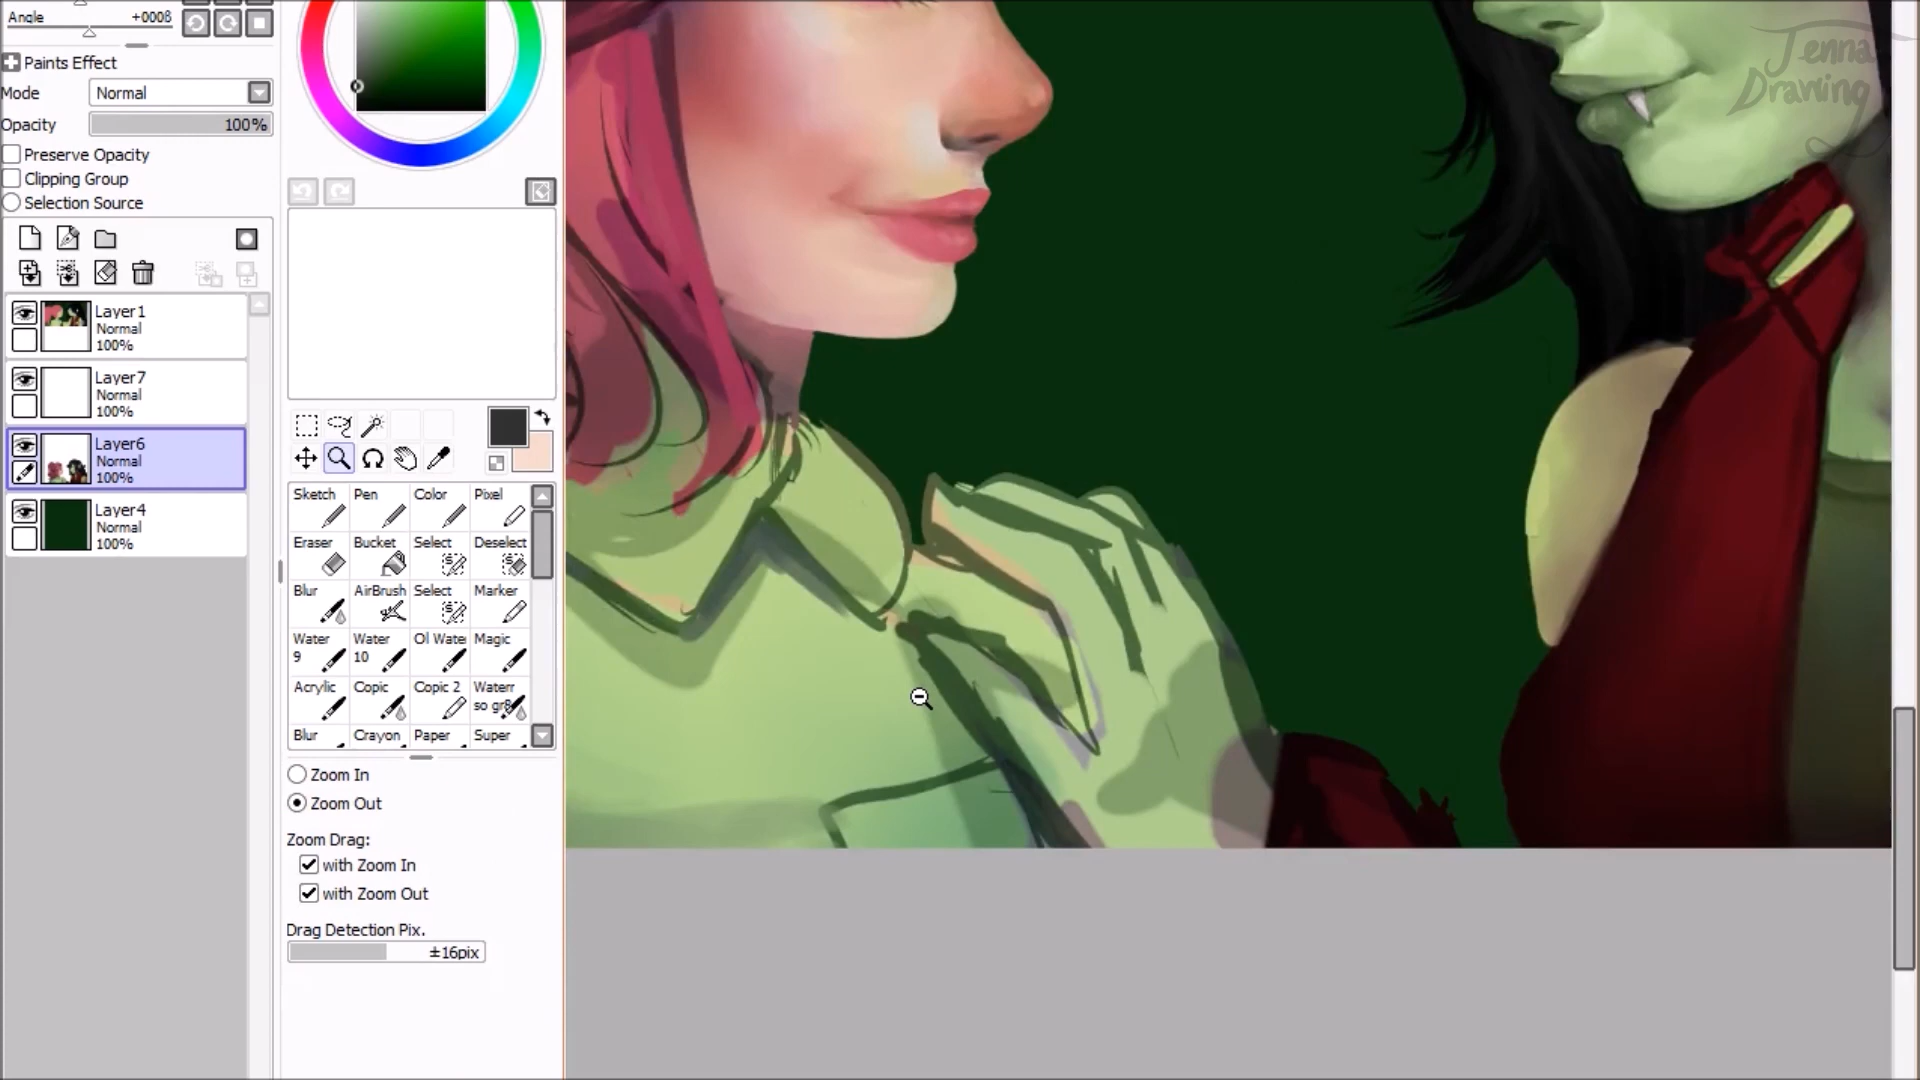 Angle +0008
Paints Effect
Mode Normal
Opacity 100%
Preserve Opacity
Clipping Group
Selection Source
Layer1
Normal
100%
Layer7
Normal
100%
Layer6
Normal
100%
Layer4
Normal
100%
Sketch Pen Color Pixel
Eraser Bucket Select Deselect
Blur AirBrush Select Marker
Water 9 Water 10 Ol Wate Magic
Acrylic Copic Copic 2 Waterr so gr8
Blur Crayon Paper Super
Zoom In
Zoom Out
Zoom Drag:
with Zoom In
with Zoom Out
Drag Detection Pix.
±16pix
Jenna
Drawing